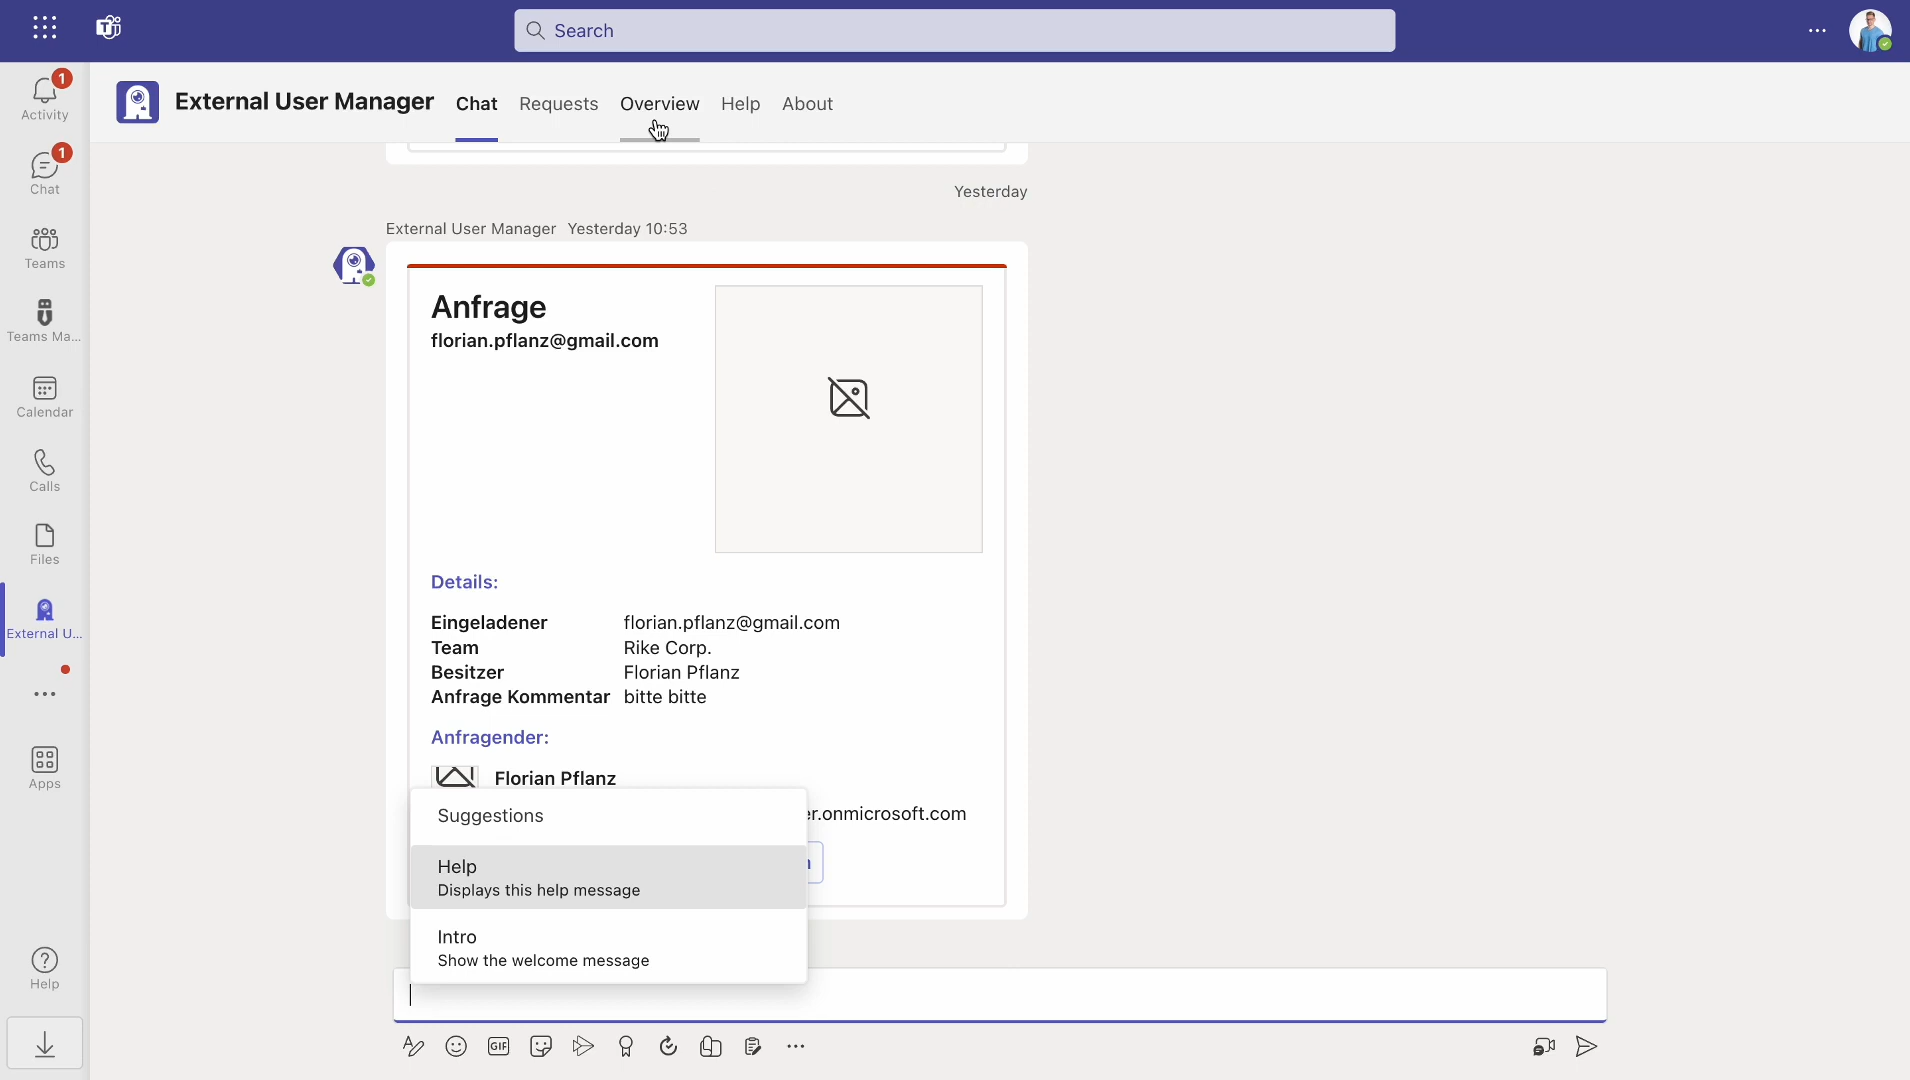 Search
External User Manager
Chat
Requests
Overview
Help
About
1
Activity
1
Chat
Teams
Teams Ma...
Calendar
Calls
Files
External U...
Apps
Help
Yesterday
External User Manager Yesterday 10:53
Anfrage
florian.pflanz@gmail.com
Details:
Eingeladener florian.pflanz@gmail.com
Team Rike Corp.
Besitzer Florian Pflanz
Anfrage Kommentar bitte bitte
Anfragender:
Florian Pflanz
r.onmicrosoft.com
Suggestions
Help
Displays this help message
Intro
Show the welcome message
GIF